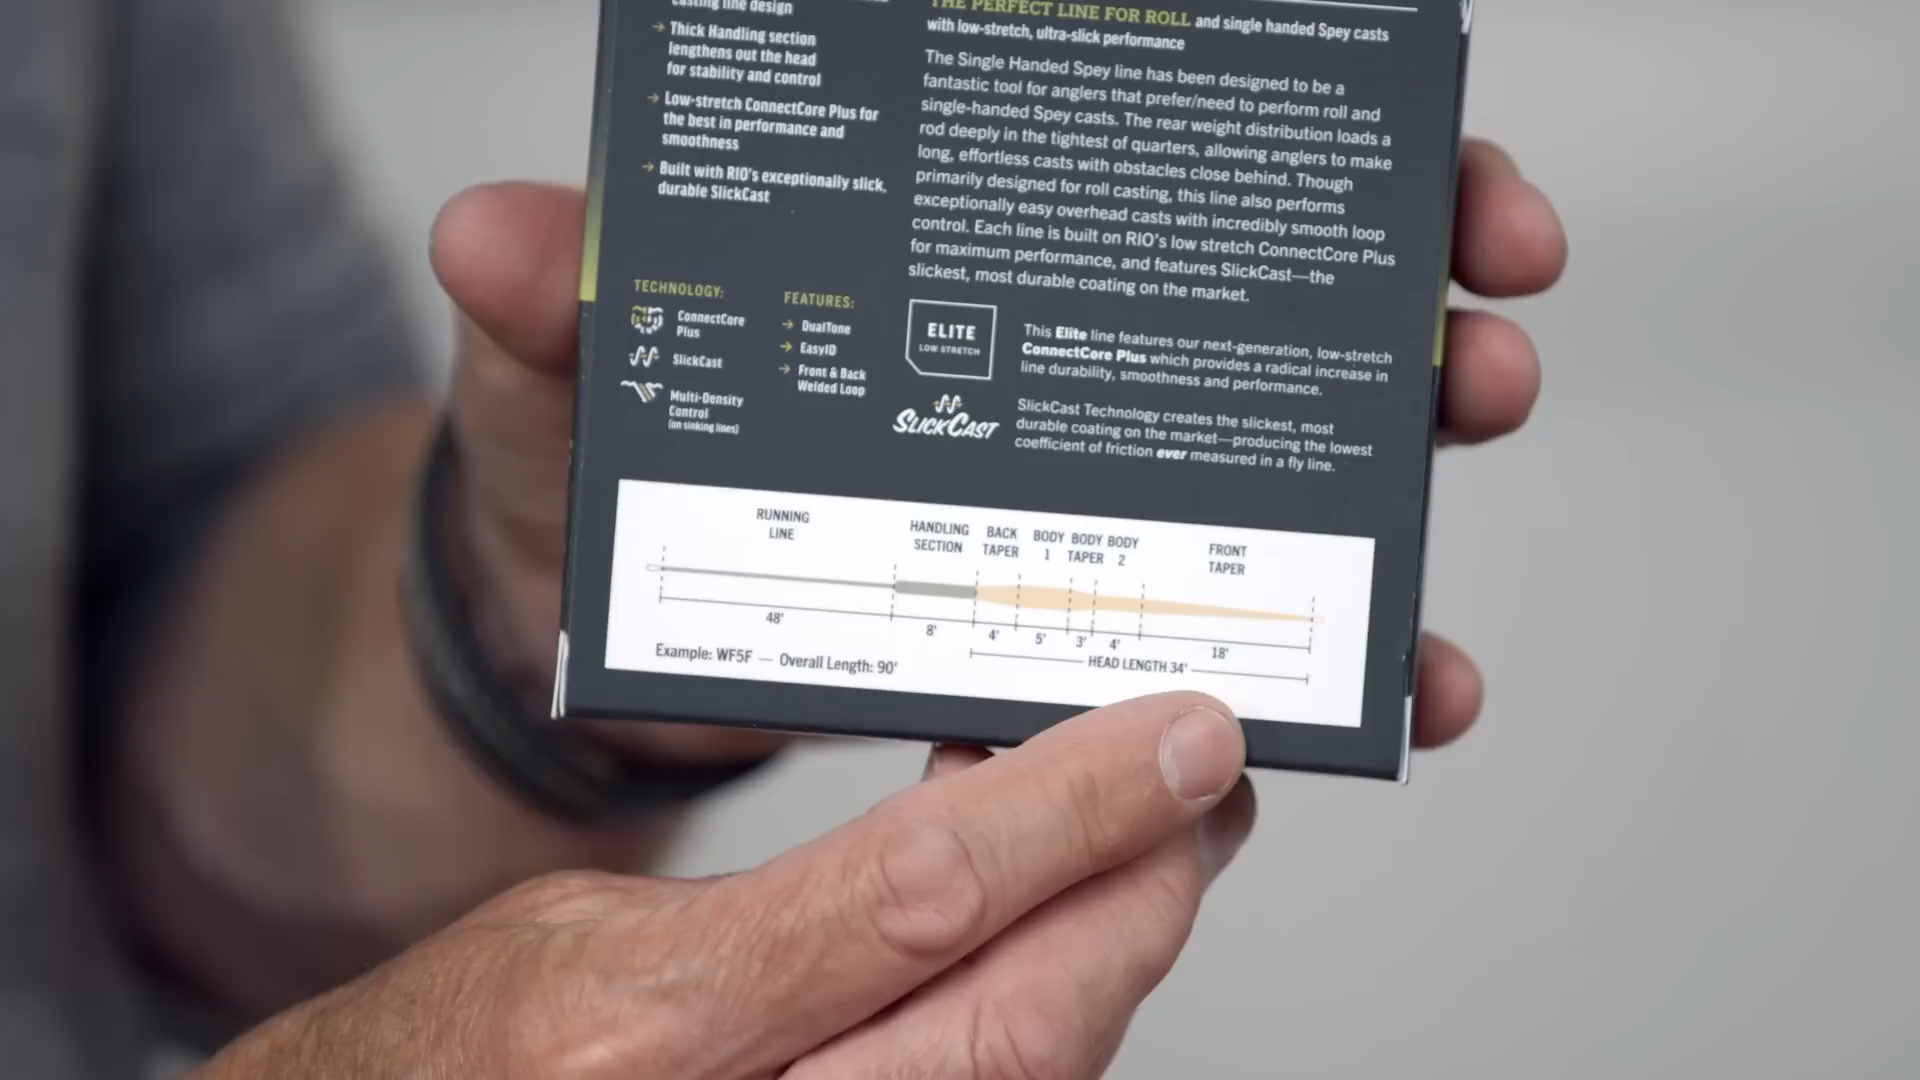 casting line design
→ Thick Handling section
lengthens out the head
for stability and control
→ Low-stretch ConnectCore Plus for
the best in performance and
smoothness
→ Built with RIO's exceptionally slick,
durable SlickCast
THE PERFECT LINE FOR ROLL and single handed Spey casts
with low-stretch, ultra-slick performance
The Single Handed Spey line has been designed to be a
fantastic tool for anglers that prefer/need to perform roll and
single-handed Spey casts. The rear weight distribution loads a
rod deeply in the tightest of quarters, allowing anglers to make
long, effortless casts with obstacles close behind. Though
primarily designed for roll casting, this line also performs
exceptionally easy overhead casts with incredibly smooth loop
control. Each line is built on RIO's low stretch ConnectCore Plus
for maximum performance, and features SlickCast—the
slickest, most durable coating on the market.
TECHNOLOGY:
ConnectCore
Plus
SlickCast
Multi-Density
Control
(on sinking lines)
FEATURES:
→ DualTone
→ EasyID
→ Front & Back
Welded Loop
ELITE
LOW STRETCH
This Elite line features our next-generation, low-stretch
ConnectCore Plus which provides a radical increase in
line durability, smoothness and performance.
SLICKCAST
SlickCast Technology creates the slickest, most
durable coating on the market—producing the lowest
coefficient of friction ever measured in a fly line.
RUNNING
LINE
HANDLING
SECTION
BACK
TAPER
BODY
1
BODY
TAPER
BODY
2
FRONT
TAPER
48'
8'
4'
5'
3'
4'
18'
HEAD LENGTH 34'
Example: WF5F — Overall Length: 90'